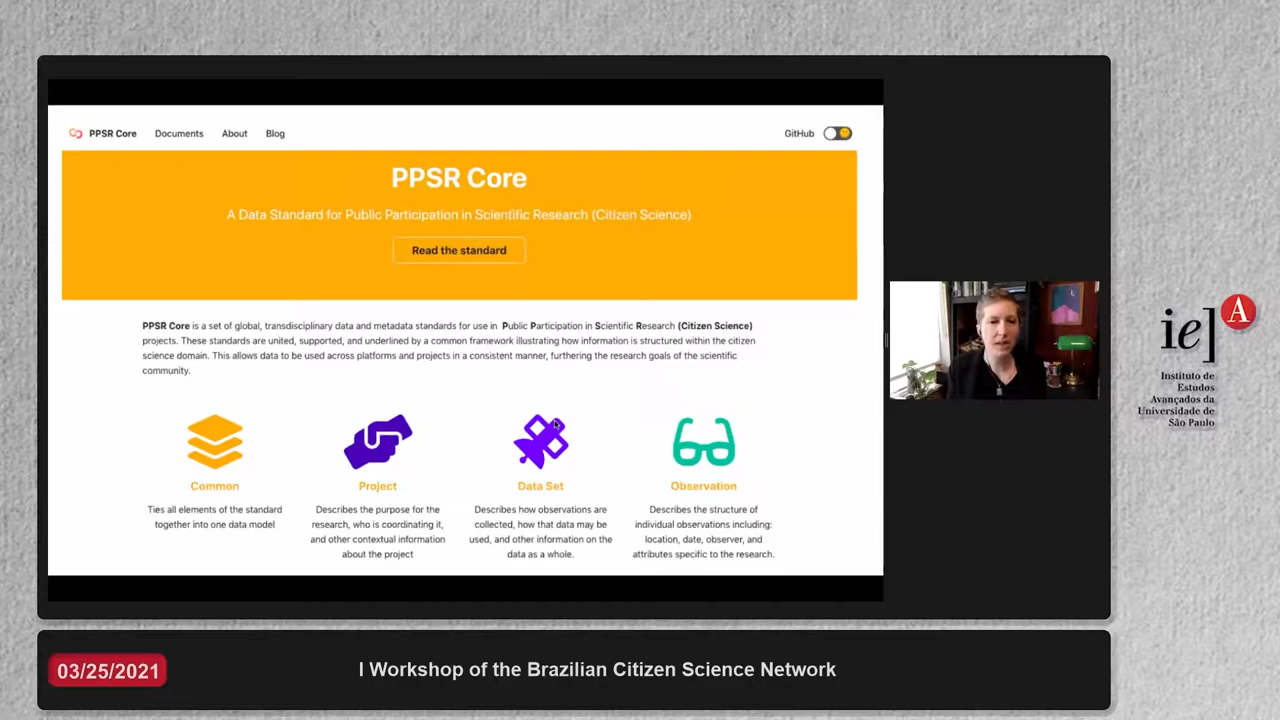 PPSR Core Documents About Blog GitHub
PPSR Core
A Data Standard for Public Participation in Scientific Research (Citizen Science)
Read the standard
PPSR Core is a set of global, transdisciplinary data and metadata standards for use in Public Participation in Scientific Research (Citizen Science)
projects. These standards are united, supported, and underlined by a common framework illustrating how information is structured within the citizen
science domain. This allows data to be used across platforms and projects in a consistent manner, furthering the research goals of the scientific
community.
Common
Ties all elements of the standard
together into one data model
Project
Describes the purpose for the
research, who is coordinating it,
and other contextual information
about the project
Data Set
Describes how observations are
collected, how that data may be
used, and other information on the
data as a whole.
Observation
Describes the structure of
individual observations including:
location, date, observer, and
attributes specific to the research.
ie] A
Instituto de
Estudos
Avançados da
Universidade de
São Paulo
03/25/2021
I Workshop of the Brazilian Citizen Science Network